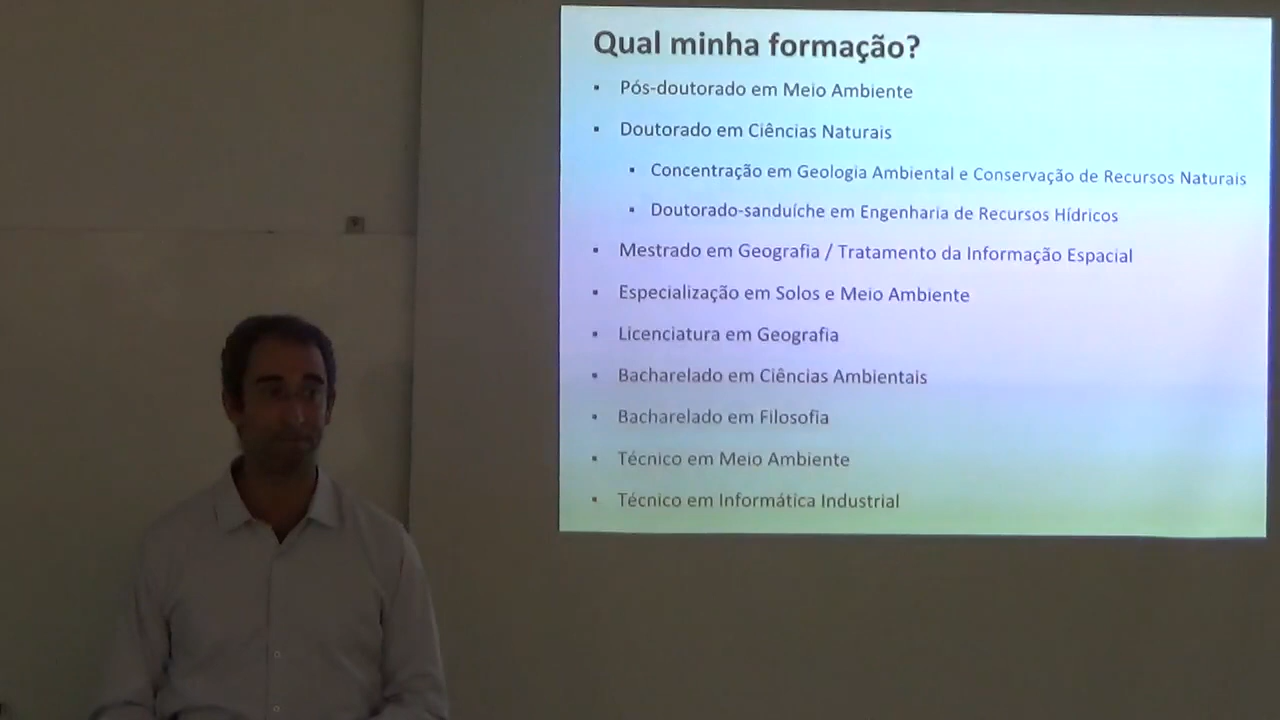 Qual minha formação?
▪ Pós-doutorado em Meio Ambiente
▪ Doutorado em Ciências Naturais
▪ Concentração em Geologia Ambiental e Conservação de Recursos Naturais
▪ Doutorado-sanduíche em Engenharia de Recursos Hídricos
▪ Mestrado em Geografia / Tratamento da Informação Espacial
▪ Especialização em Solos e Meio Ambiente
▪ Licenciatura em Geografia
▪ Bacharelado em Ciências Ambientais
▪ Bacharelado em Filosofia
▪ Técnico em Meio Ambiente
▪ Técnico em Informática Industrial